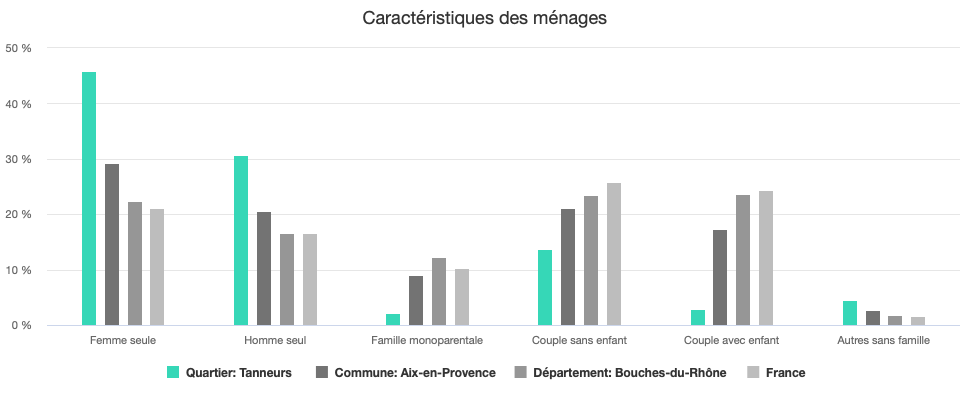 Caractéristiques des ménages
50 %
40 %
30 %
20 %
10 %
0 %
Femme seule
Homme seul
Famille monoparentale
Couple sans enfant
Couple avec enfant
Autres sans famille
Quartier: Tanneurs
Commune: Aix-en-Provence
Département: Bouches-du-Rhône
France